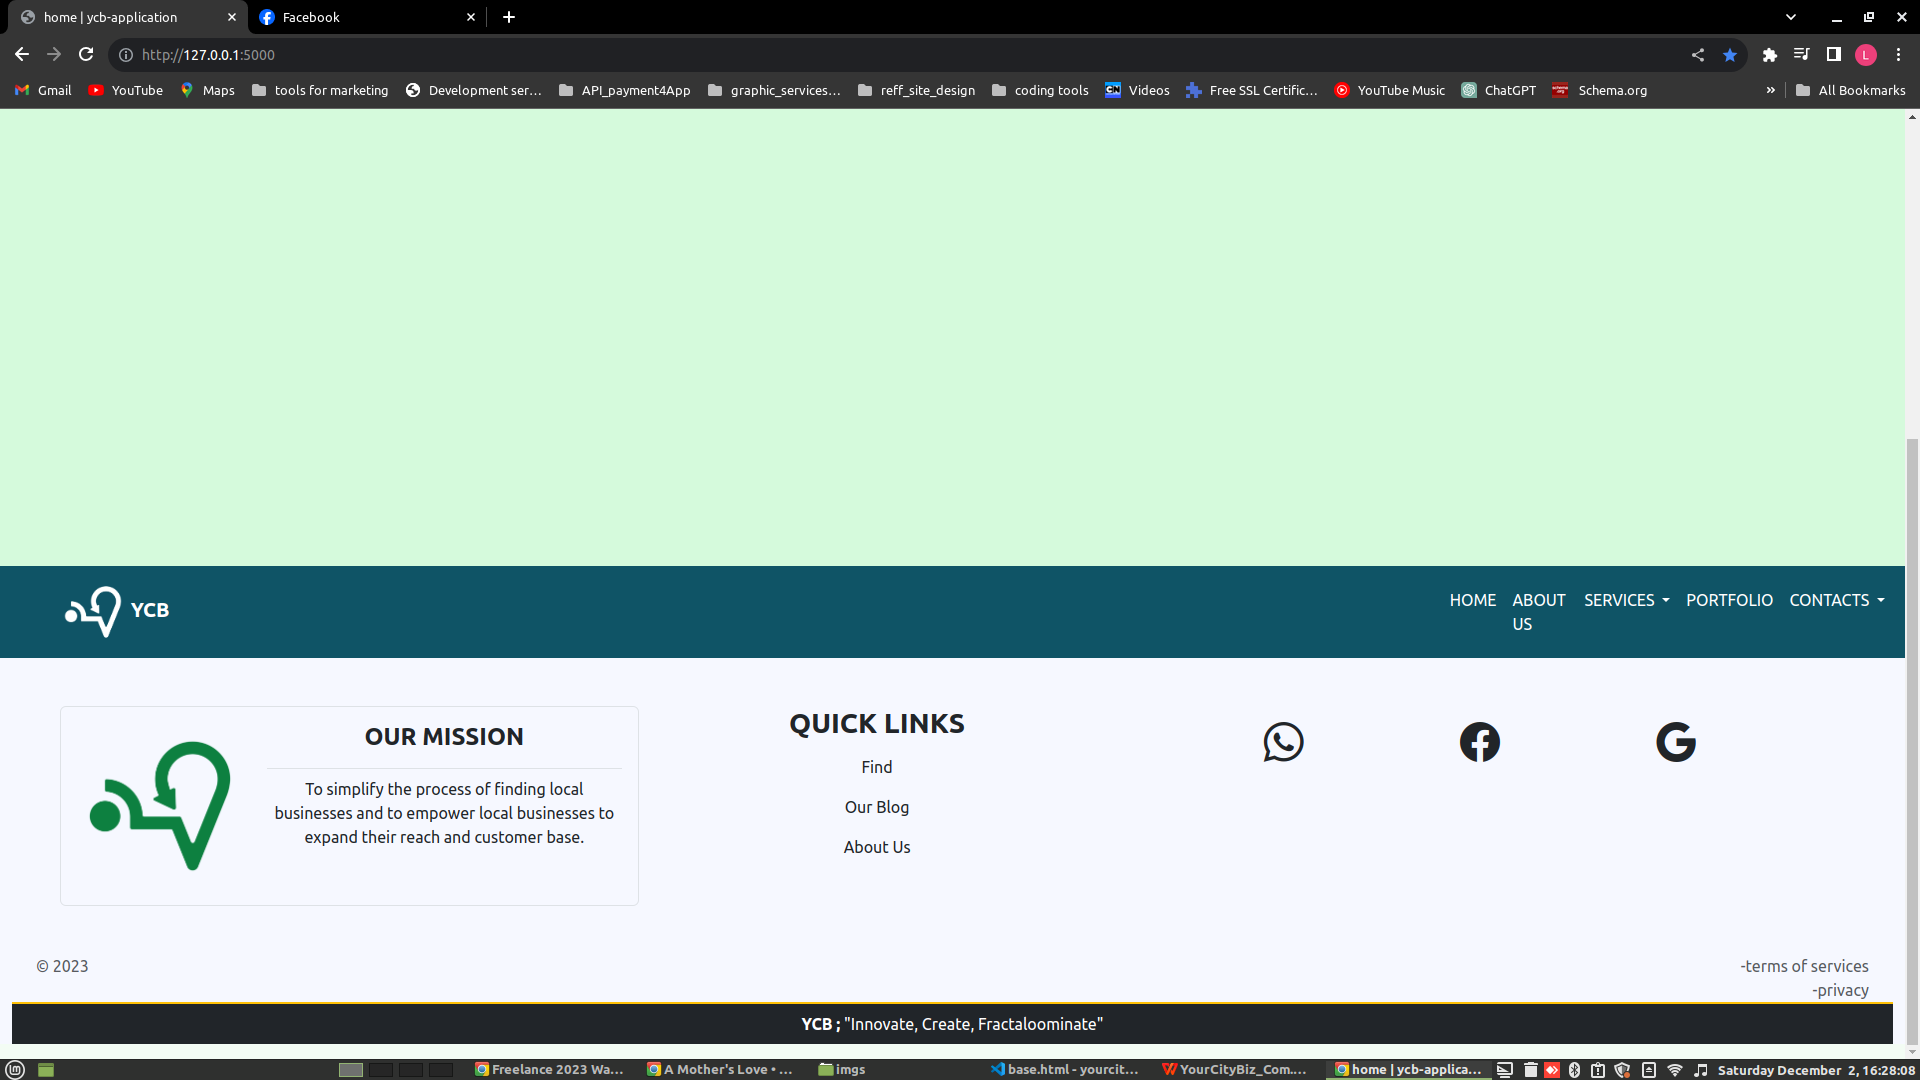 home | ycb-application
Facebook
http://127.0.0.1:5000
L
Gmail
YouTube
Maps
tools for marketing
Development ser...
API_payment4App
graphic_services...
reff_site_design
coding tools
CN
Videos
Free SSL Certific...
YouTube Music
ChatGPT
Schema.org
»
All Bookmarks
YCB
HOME
ABOUT
US
SERVICES
PORTFOLIO
CONTACTS
OUR MISSION
To simplify the process of finding local
businesses and to empower local businesses to
expand their reach and customer base.
QUICK LINKS
Find
Our Blog
About Us
© 2023
-terms of services
-privacy
YCB ; "Innovate, Create, Fractaloominate"
Freelance 2023 Wa...
A Mother's Love • ...
imgs
base.html - yourcit...
YourCityBiz_Com....
home | ycb-applica...
Saturday December 2, 16:28:08